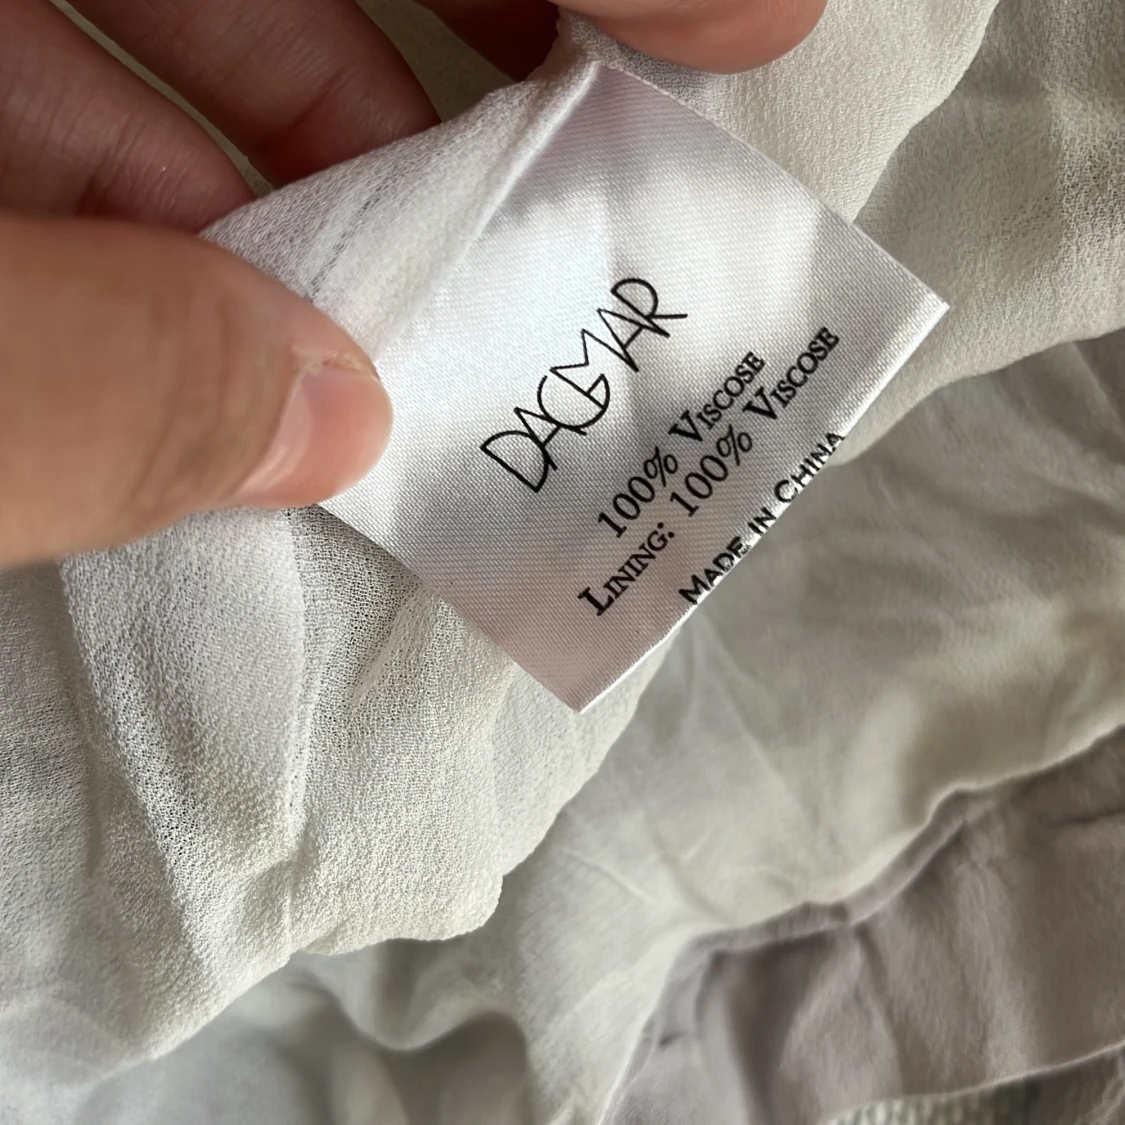 DAGMAR
100% VISCOSE
LINING: 100% VISCOSE
MADE IN CHINA